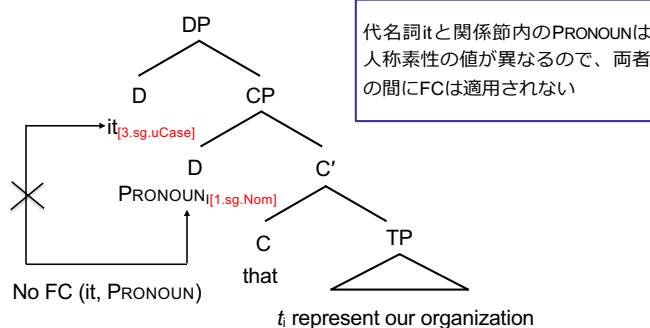 代名詞itと関係節内のPRONOUNは
人称素性の値が異なるので、両者
の間にFCは適用されない
DP
D CP
it[3.sg.uCase]
D C′
PRONOUNi[1.sg.Nom]
C TP
that
No FC (it, PRONOUN)
ti represent our organization